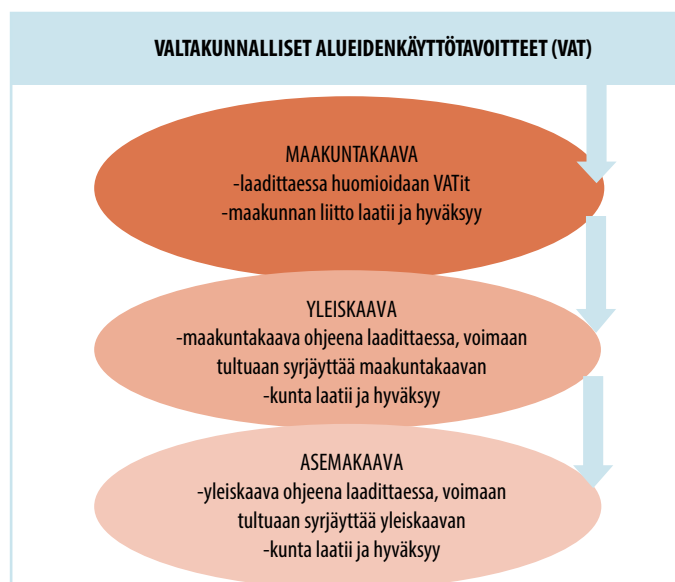 VALTAKUNNALLISET ALUEIDENKÄYTTÖTAVOITTEET (VAT)
MAAKUNTAKAAVA
-laadittaessa huomioidaan VATit
-maakunnan liitto laatii ja hyväksyy
YLEISKAAVA
-maakuntakaava ohjeena laadittaessa, voimaan
tultuaan syrjäyttää maakuntakaavan
-kunta laatii ja hyväksyy
ASEMAKAAVA
-yleiskaava ohjeena laadittaessa, voimaan
tultuaan syrjäyttää yleiskaavan
-kunta laatii ja hyväksyy